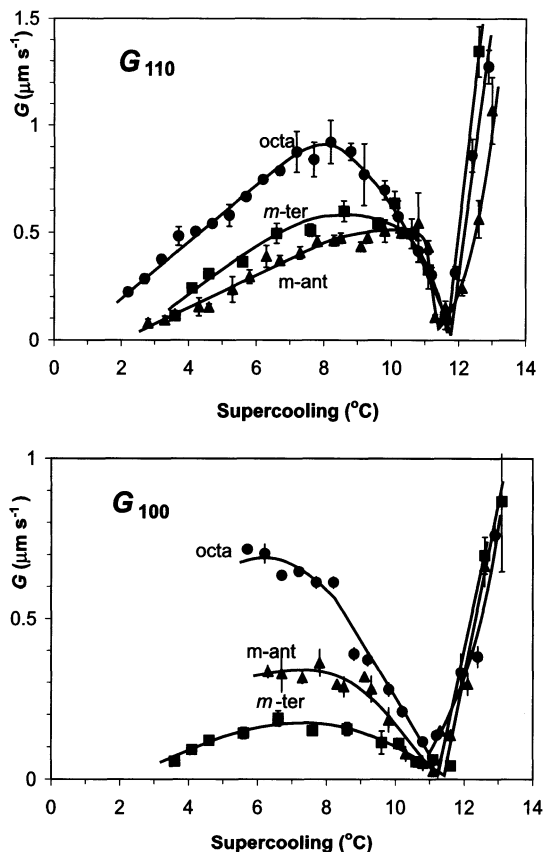 1.5
G 110
G (µm s⁻¹)
1
octa
m-ter
0.5
m-ant
0
0 2 4 6 8 10 12 14
Supercooling (°C)
1
G 100
G (µm s⁻¹)
octa
0.5
m-ant
m-ter
0
0 2 4 6 8 10 12 14
Supercooling (°C)